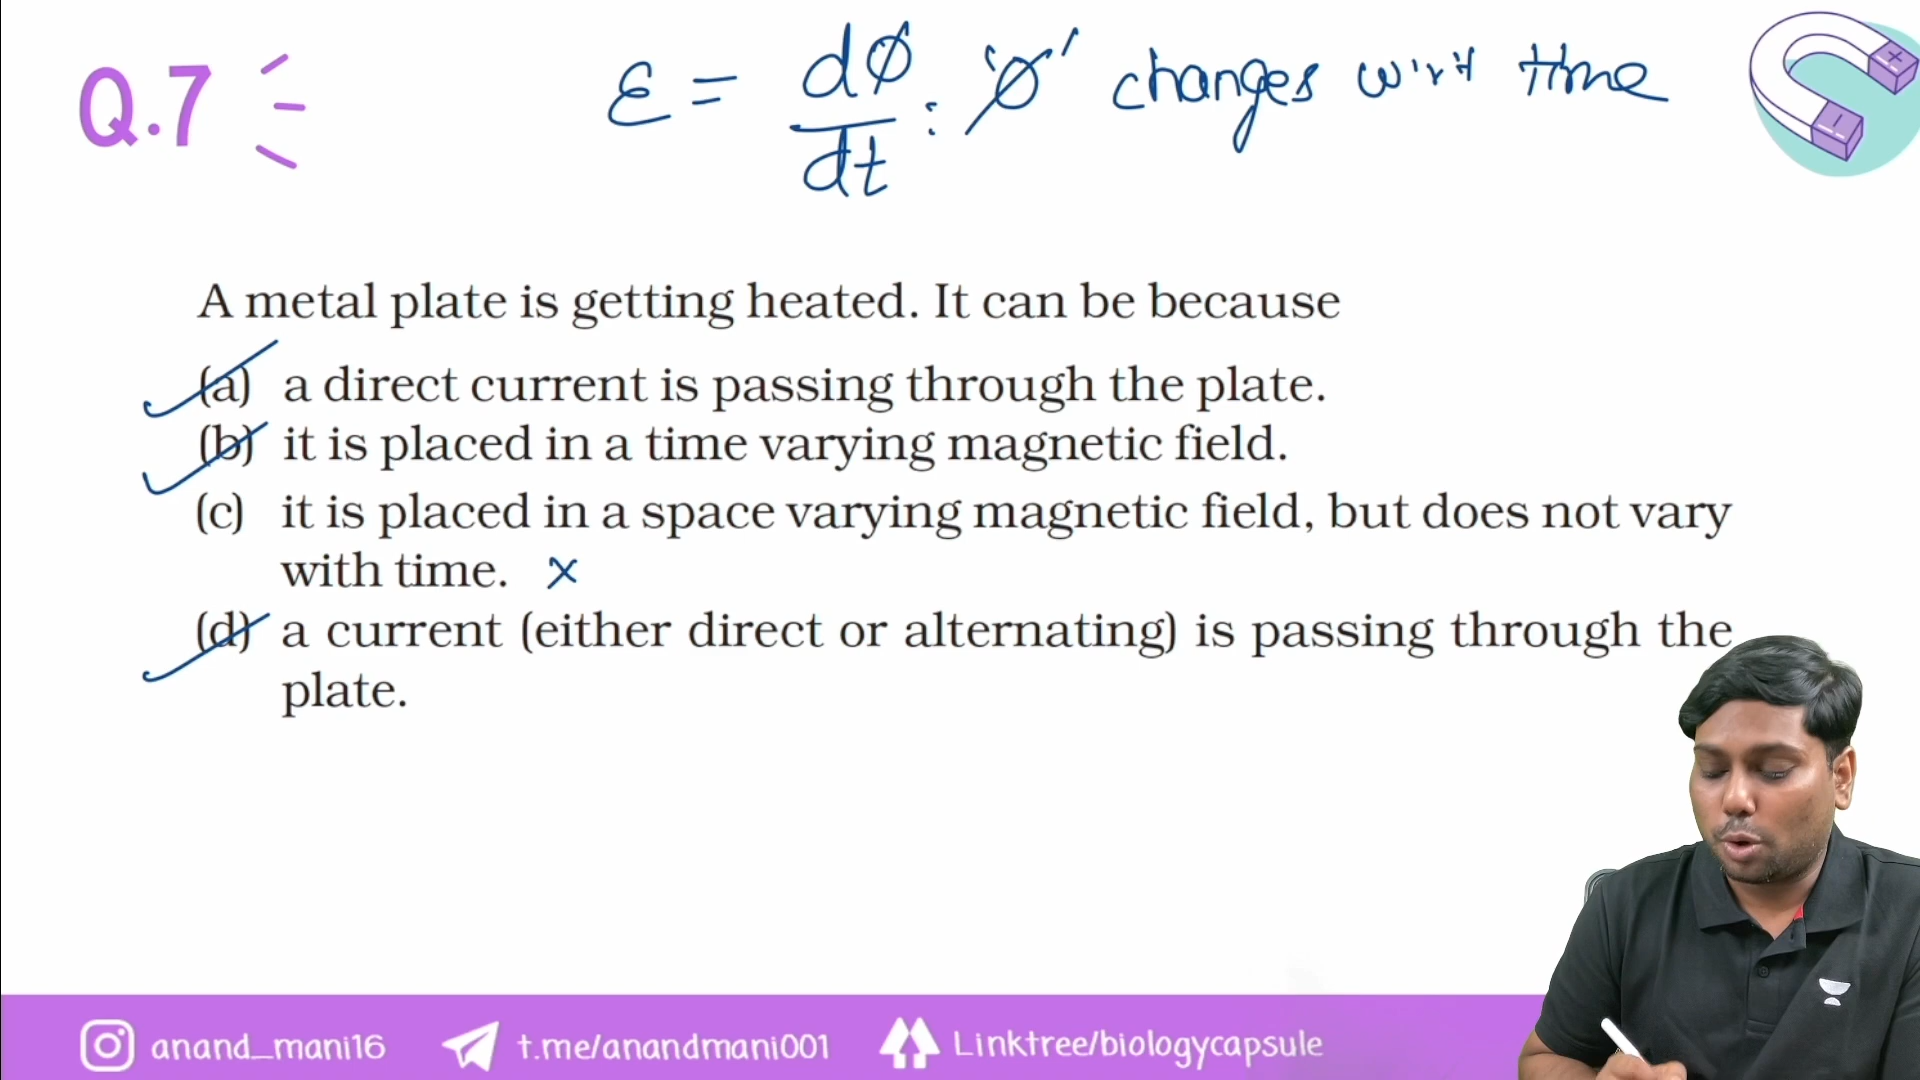 Q.7
ε = dφ/dt : 'φ' changes w.r.t time
A metal plate is getting heated. It can be because
(a) a direct current is passing through the plate.
(b) it is placed in a time varying magnetic field.
(c) it is placed in a space varying magnetic field, but does not vary
with time. ×
(d) a current (either direct or alternating) is passing through the
plate.
anand_mani16 t.me/anandmani001 Linktree/biologycapsule